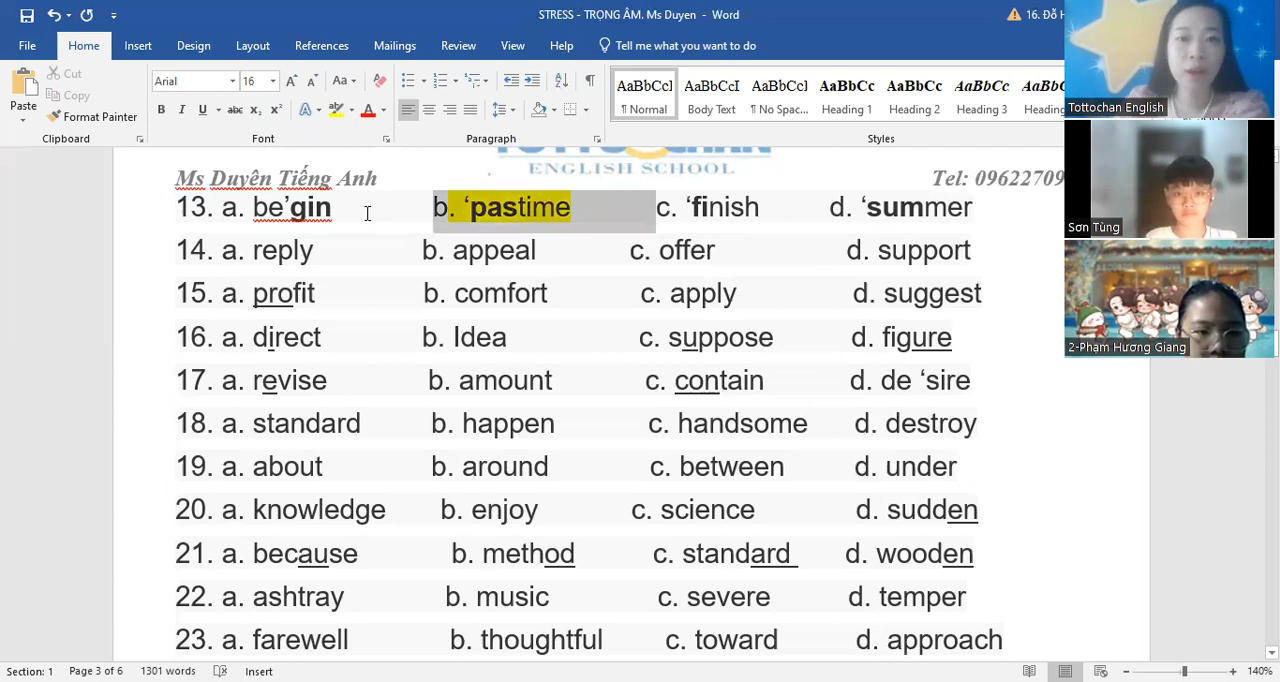 STRESS - TRỌNG ÂM. Ms Duyen - Word
16. Đỗ H
File Home Insert Design Layout References Mailings Review View Help Tell me what you want to do
Paste
Cut
Copy
Format Painter
Clipboard
Arial 16
Font
Paragraph
AaBbCcI AaBbCcI AaBbCcI AaBbCc AaBbCc AaBbCc
¶ Normal Body Text ¶ No Spac... Heading 1 Heading 2 Heading 3 Headin
Styles
Tottochan English
Sơn Tùng
2-Phạm Hương Giang
ENGLISH SCHOOL
Ms Duyên Tiếng Anh Tel: 09622709
13. a. be’gin b. ‘pastime c. ‘finish d. ‘summer
14. a. reply b. appeal c. offer d. support
15. a. profit b. comfort c. apply d. suggest
16. a. direct b. Idea c. suppose d. figure
17. a. revise b. amount c. contain d. de ‘sire
18. a. standard b. happen c. handsome d. destroy
19. a. about b. around c. between d. under
20. a. knowledge b. enjoy c. science d. sudden
21. a. because b. method c. standard d. wooden
22. a. ashtray b. music c. severe d. temper
23. a. farewell b. thoughtful c. toward d. approach
Section: 1 Page 3 of 6 1301 words Insert 140%